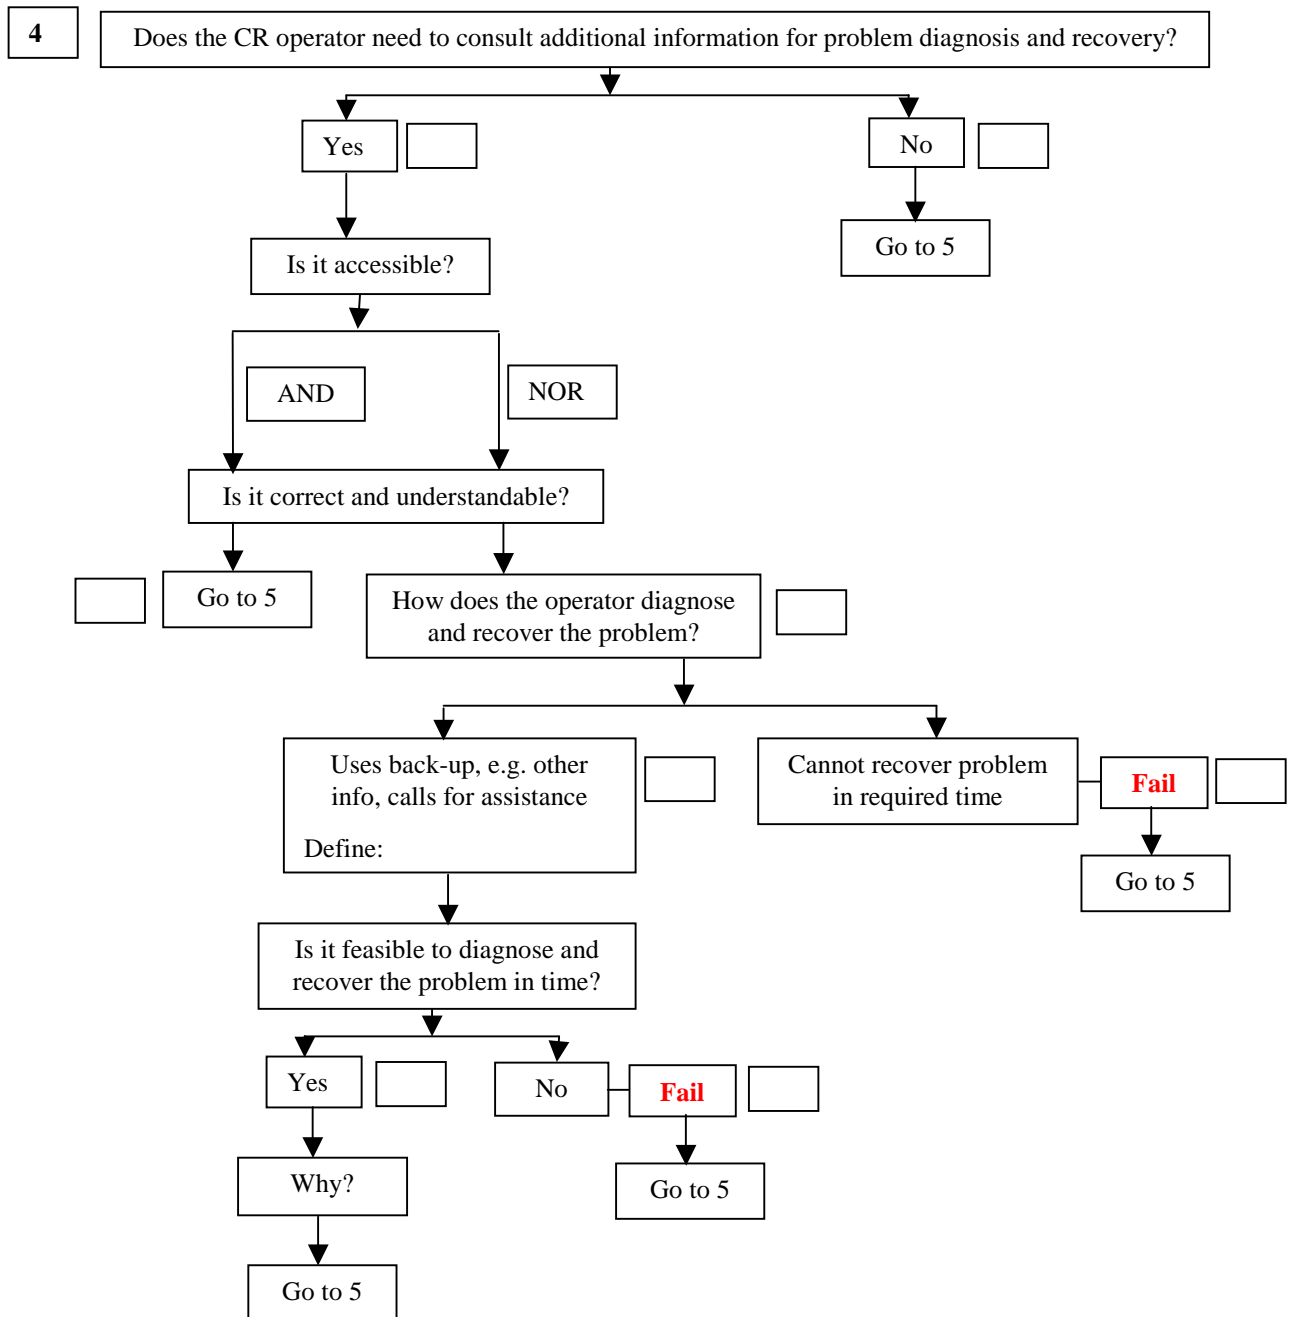 4
Does the CR operator need to consult additional information for problem diagnosis and recovery?
Yes
No
Go to 5
Is it accessible?
AND
NOR
Is it correct and understandable?
Go to 5
How does the operator diagnose
and recover the problem?
Uses back-up, e.g. other
info, calls for assistance
Define:
Cannot recover problem
in required time
Fail
Go to 5
Is it feasible to diagnose and
recover the problem in time?
Yes
No
Fail
Why?
Go to 5
Go to 5